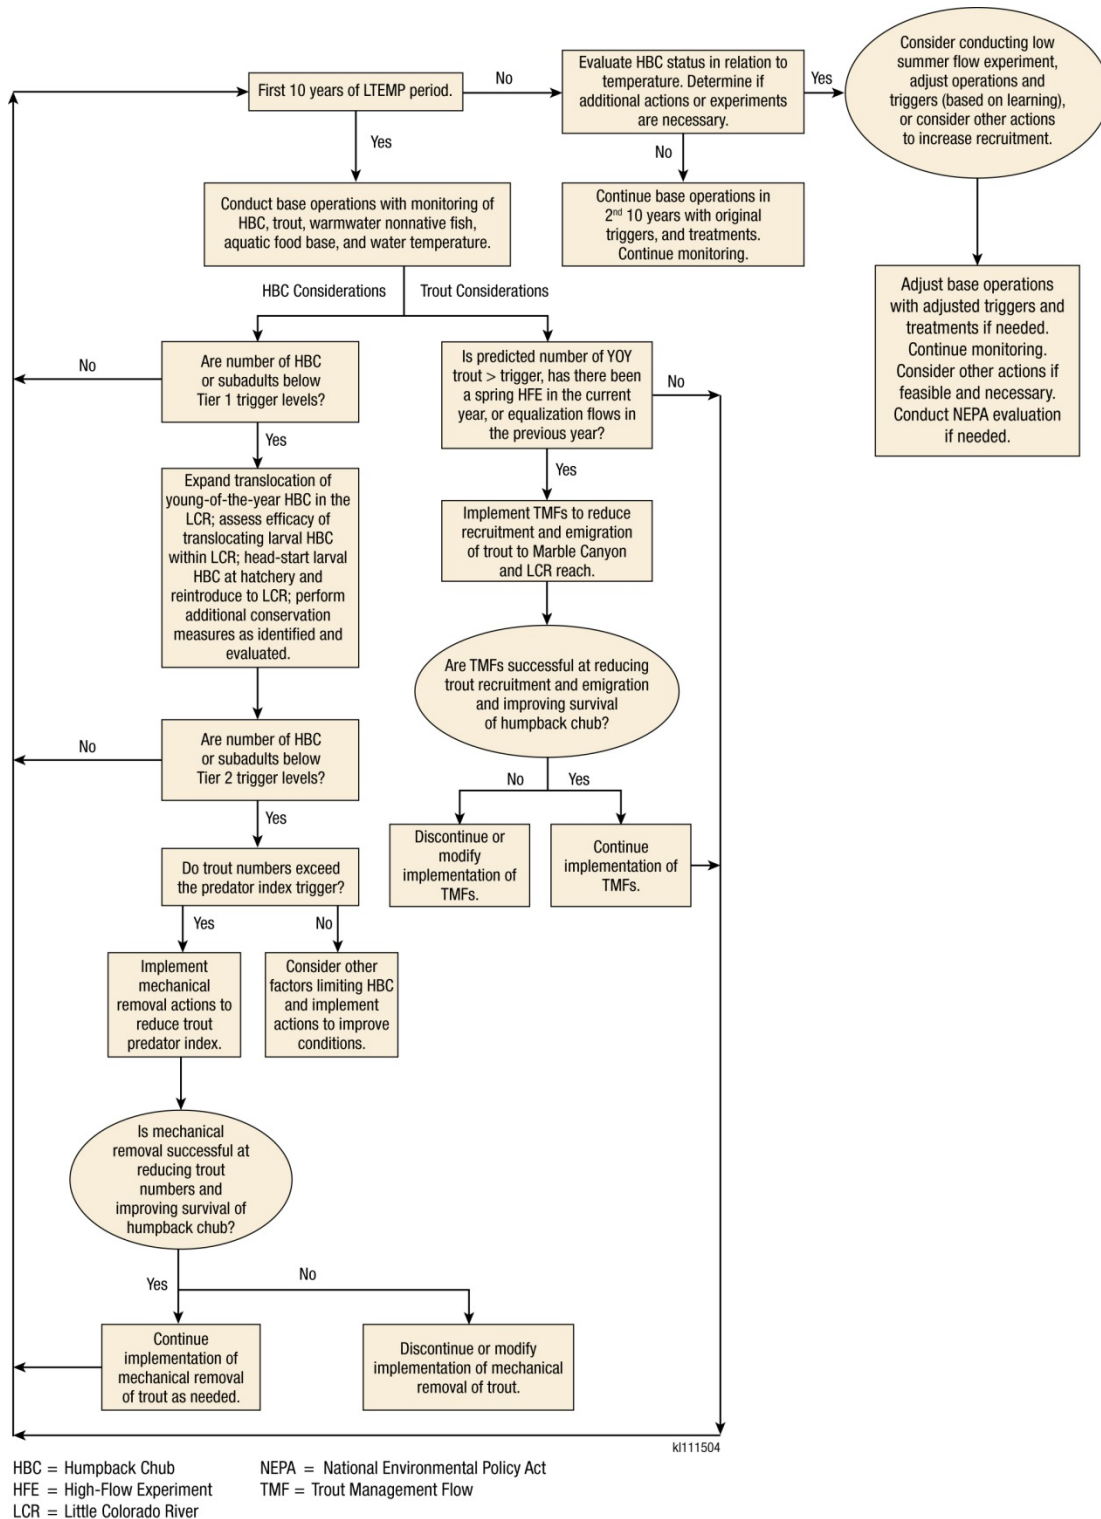 First 10 years of LTEMP period.
No
Evaluate HBC status in relation to
temperature. Determine if
additional actions or experiments
are necessary.
Yes
Consider conducting low
summer flow experiment,
adjust operations and
triggers (based on learning),
or consider other actions
to increase recruitment.
Yes
No
Conduct base operations with monitoring of
HBC, trout, warmwater nonnative fish,
aquatic food base, and water temperature.
Continue base operations in
2nd 10 years with original
triggers, and treatments.
Continue monitoring.
Adjust base operations
with adjusted triggers and
treatments if needed.
Continue monitoring.
Consider other actions if
feasible and necessary.
Conduct NEPA evaluation
if needed.
HBC Considerations
Trout Considerations
No
Are number of HBC
or subadults below
Tier 1 trigger levels?
Is predicted number of YOY
trout > trigger, has there been
a spring HFE in the current
year, or equalization flows in
the previous year?
No
Yes
Yes
Expand translocation of
young-of-the-year HBC in the
LCR; assess efficacy of
translocating larval HBC
within LCR; head-start larval
HBC at hatchery and
reintroduce to LCR; perform
additional conservation
measures as identified and
evaluated.
Implement TMFs to reduce
recruitment and emigration
of trout to Marble Canyon
and LCR reach.
Are TMFs successful at reducing
trout recruitment and emigration
and improving survival
of humpback chub?
No
Are number of HBC
or subadults below
Tier 2 trigger levels?
No
Yes
Yes
Discontinue or
modify
implementation of
TMFs.
Continue
implementation of
TMFs.
Do trout numbers exceed
the predator index trigger?
Yes
No
Implement
mechanical
removal actions to
reduce trout
predator index.
Consider other
factors limiting HBC
and implement
actions to improve
conditions.
Is mechanical
removal successful at
reducing trout
numbers and
improving survival of
humpback chub?
Yes
No
Continue
implementation of
mechanical removal
of trout as needed.
Discontinue or modify
implementation of mechanical
removal of trout.
kl111504
HBC = Humpback Chub
HFE = High-Flow Experiment
LCR = Little Colorado River
NEPA = National Environmental Policy Act
TMF = Trout Management Flow